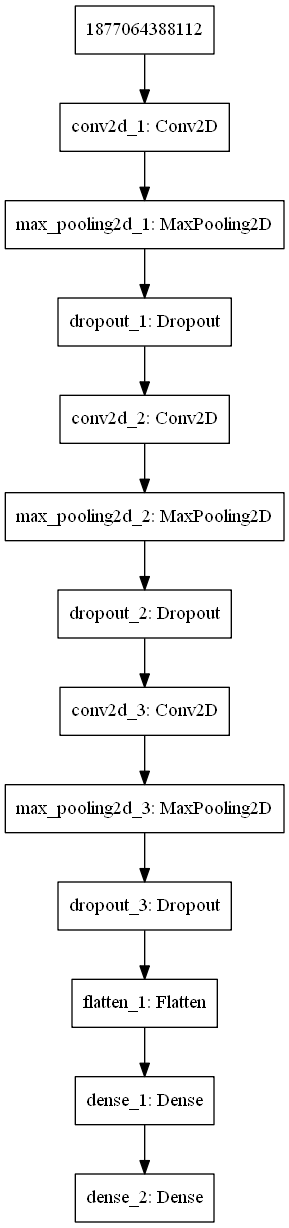 1877064388112
conv2d_1: Conv2D
max_pooling2d_1: MaxPooling2D
dropout_1: Dropout
conv2d_2: Conv2D
max_pooling2d_2: MaxPooling2D
dropout_2: Dropout
conv2d_3: Conv2D
max_pooling2d_3: MaxPooling2D
dropout_3: Dropout
flatten_1: Flatten
dense_1: Dense
dense_2: Dense